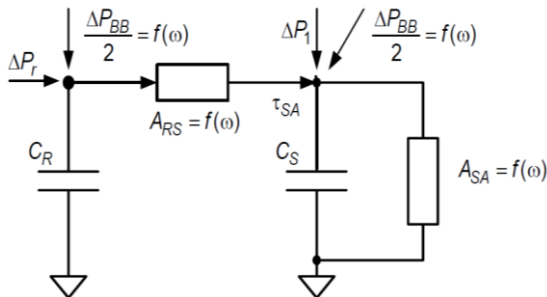 ΔP_BB/2 = f(ω)
ΔP_1
ΔP_BB/2 = f(ω)
ΔP_r
τ_SA
A_RS = f(ω)
C_R
C_S
A_SA = f(ω)